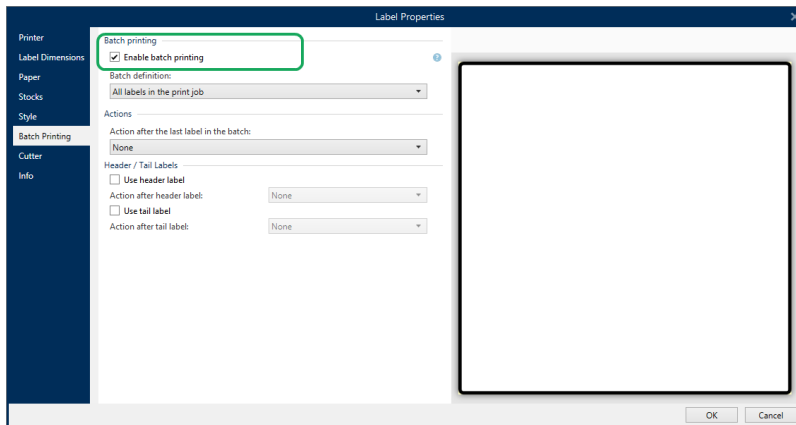 Label Properties
Printer
Label Dimensions
Paper
Stocks
Style
Batch Printing
Cutter
Info
Batch printing
Enable batch printing
Batch definition:
All labels in the print job
Actions
Action after the last label in the batch:
None
Header / Tail Labels
Use header label
Action after header label: None
Use tail label
Action after tail label: None
OK Cancel